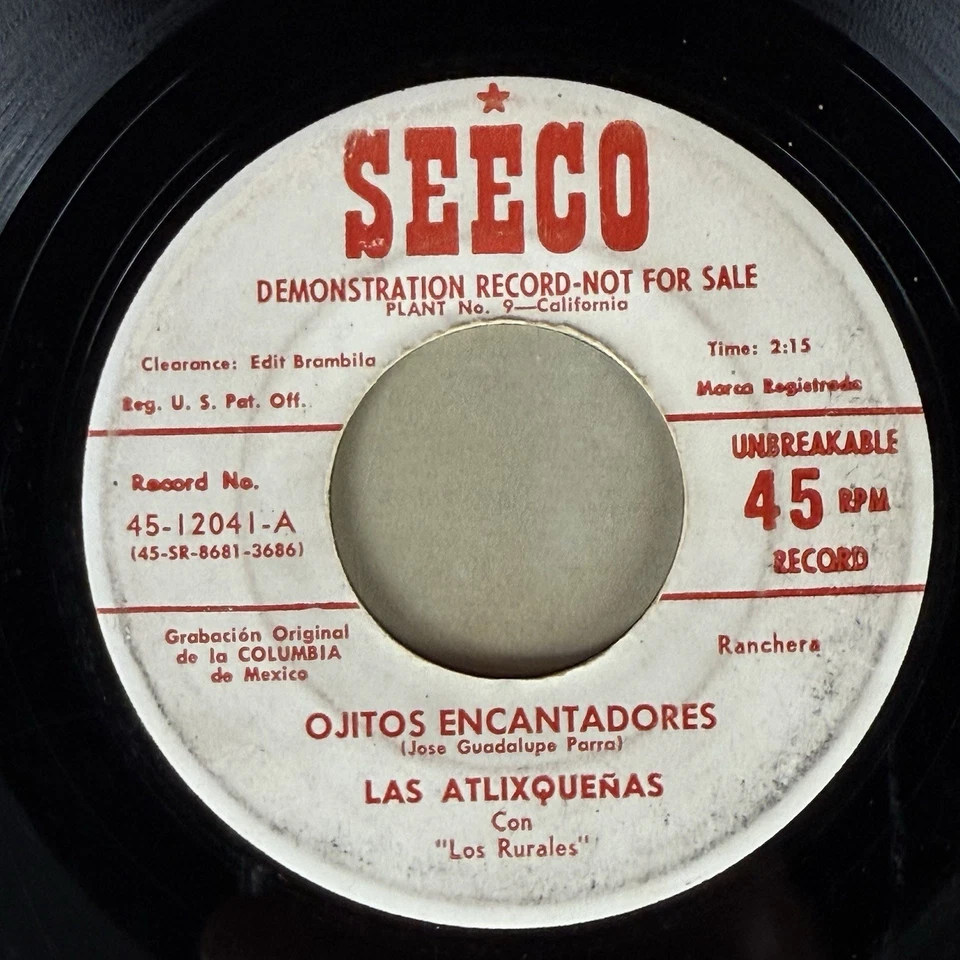 SEECO
DEMONSTRATION RECORD-NOT FOR SALE
PLANT No. 9—California
Clearance: Edit Brambila
Reg. U. S. Pat. Off.
Time: 2:15
Marca Registrada
Record No.
45-12041-A
(45-SR-8681-3686)
UNBREAKABLE
45 RPM
RECORD
Grabación Original
de la COLUMBIA
de Mexico
Ranchera
OJITOS ENCANTADORES
(Jose Guadalupe Parra)
LAS ATLIXQUEÑAS
Con
"Los Rurales"